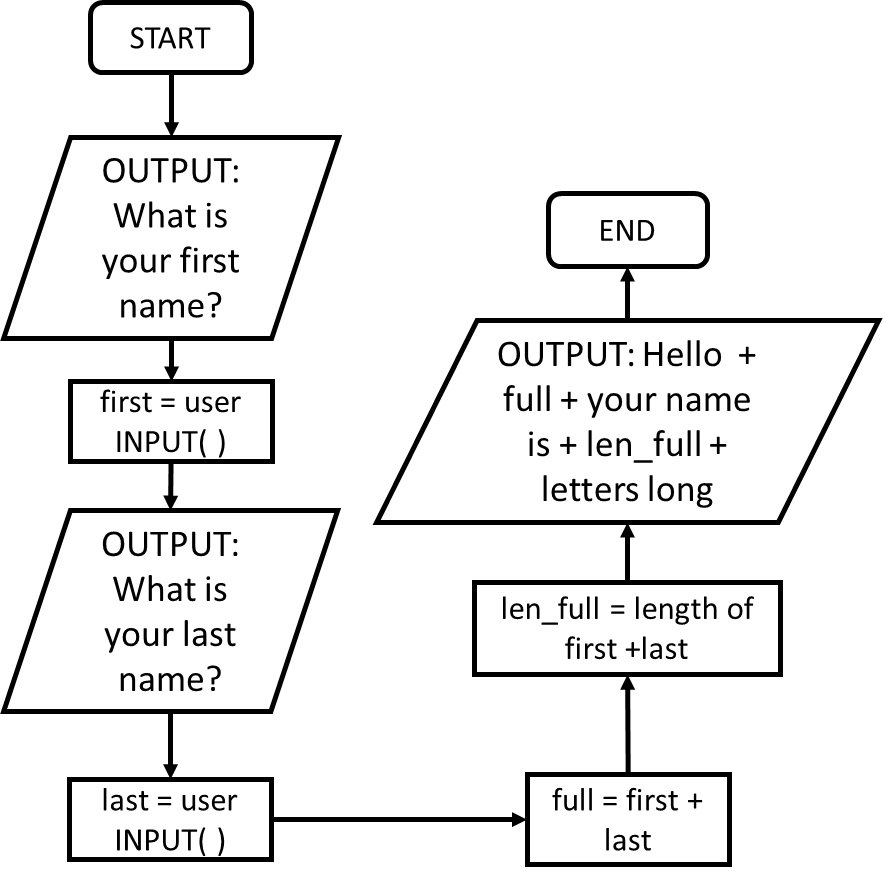 START
OUTPUT:
What is
your first
name?
first = user
INPUT( )
OUTPUT:
What is
your last
name?
last = user
INPUT( )
full = first +
last
len_full = length of
first +last
OUTPUT: Hello +
full + your name
is + len_full +
letters long
END